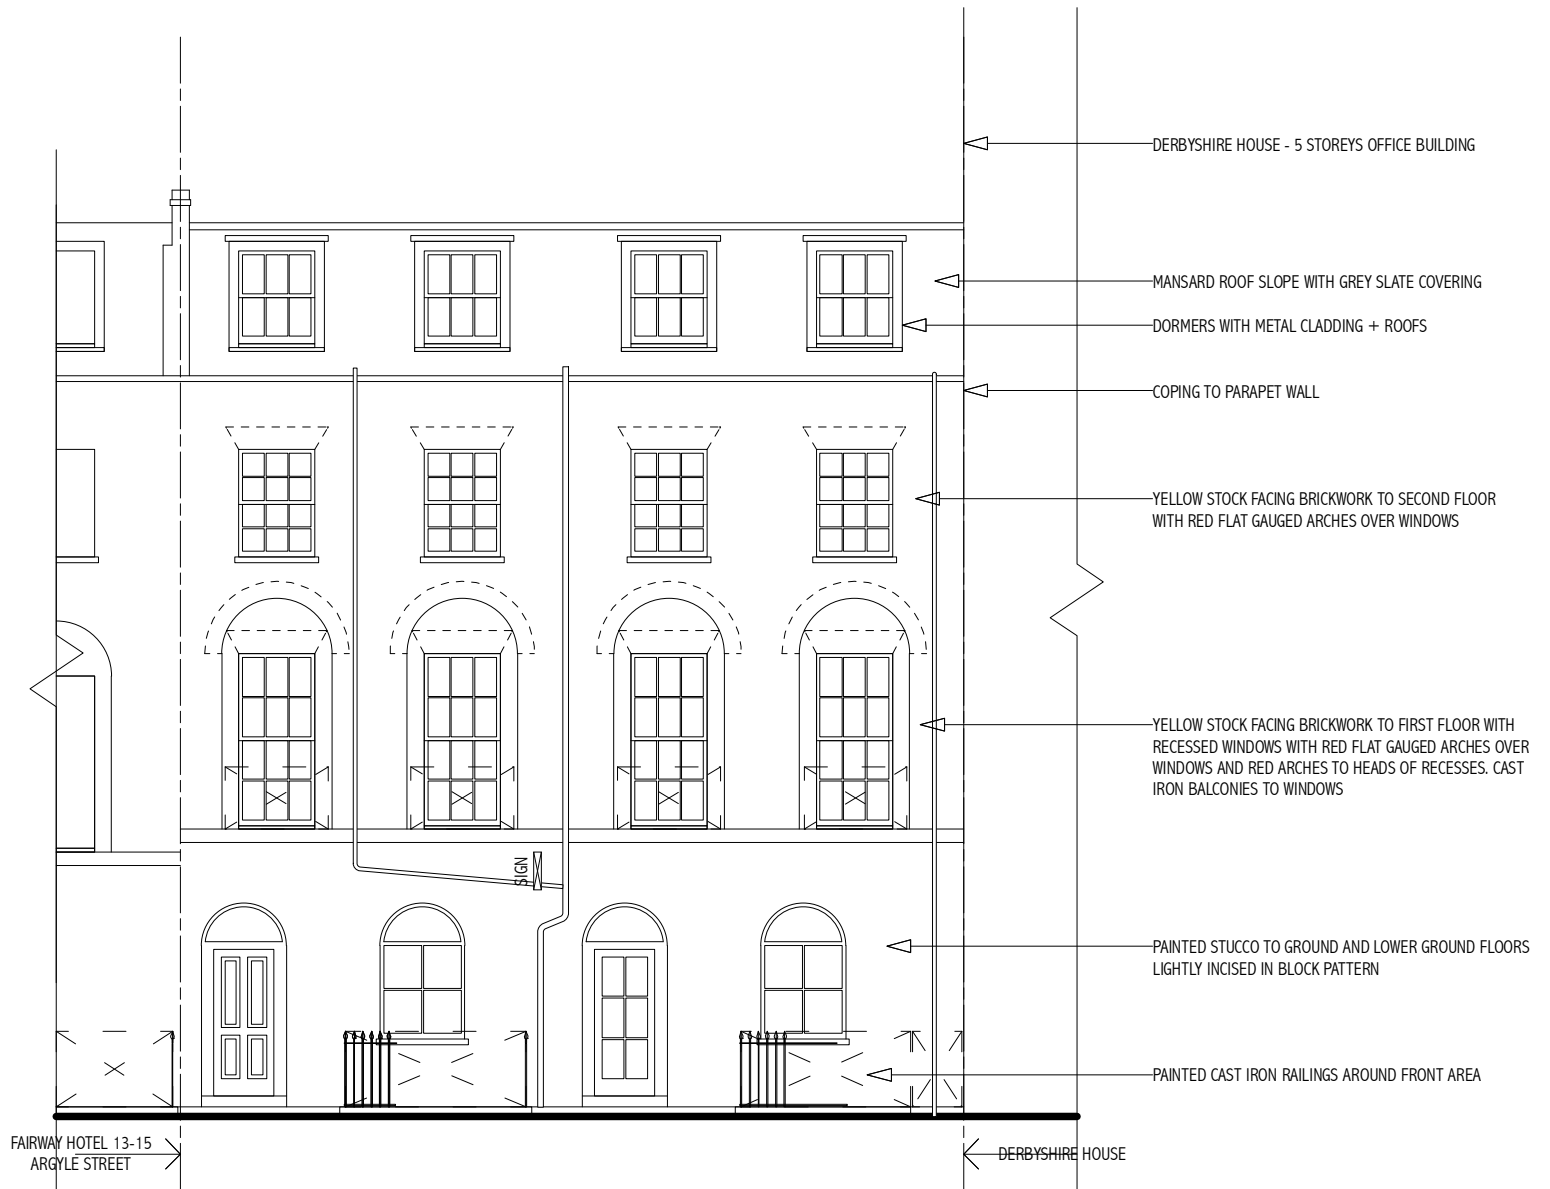 DERBYSHIRE HOUSE - 5 STOREYS OFFICE BUILDING
MANSARD ROOF SLOPE WITH GREY SLATE COVERING
DORMERS WITH METAL CLADDING + ROOFS
COPING TO PARAPET WALL
YELLOW STOCK FACING BRICKWORK TO SECOND FLOOR
WITH RED FLAT GAUGED ARCHES OVER WINDOWS
YELLOW STOCK FACING BRICKWORK TO FIRST FLOOR WITH
RECESSED WINDOWS WITH RED FLAT GAUGED ARCHES OVER
WINDOWS AND RED ARCHES TO HEADS OF RECESSES. CAST
IRON BALCONIES TO WINDOWS
SIGN
PAINTED STUCCO TO GROUND AND LOWER GROUND FLOORS
LIGHTLY INCISED IN BLOCK PATTERN
PAINTED CAST IRON RAILINGS AROUND FRONT AREA
FAIRWAY HOTEL 13-15
ARGYLE STREET
DERBYSHIRE HOUSE